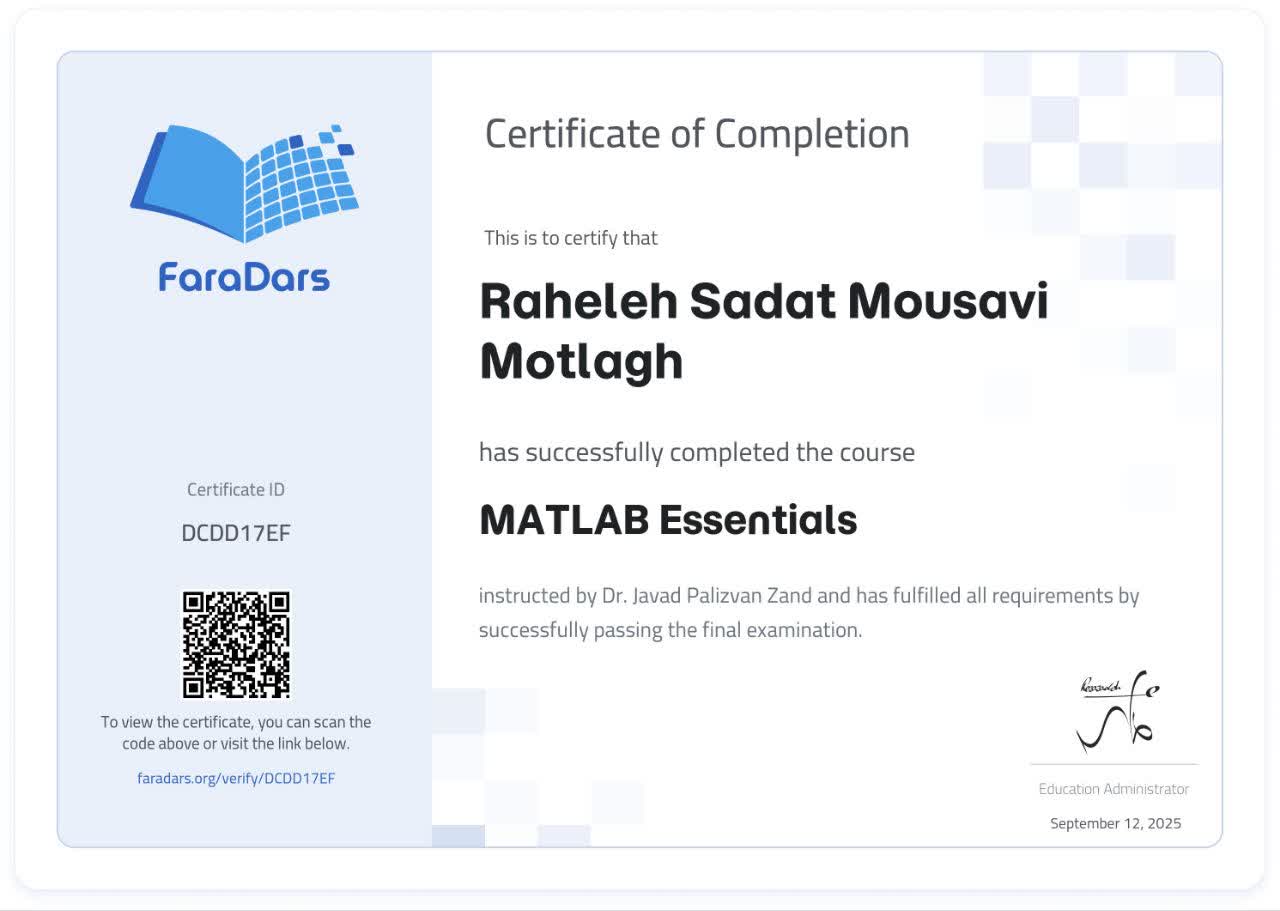 FaraDars
Certificate ID
DCDD17EF
To view the certificate, you can scan the
code above or visit the link below.
faradars.org/verify/DCDD17EF
Certificate of Completion
This is to certify that
Raheleh Sadat Mousavi
Motlagh
has successfully completed the course
MATLAB Essentials
instructed by Dr. Javad Palizvan Zand and has fulfilled all requirements by
successfully passing the final examination.
Education Administrator
September 12, 2025